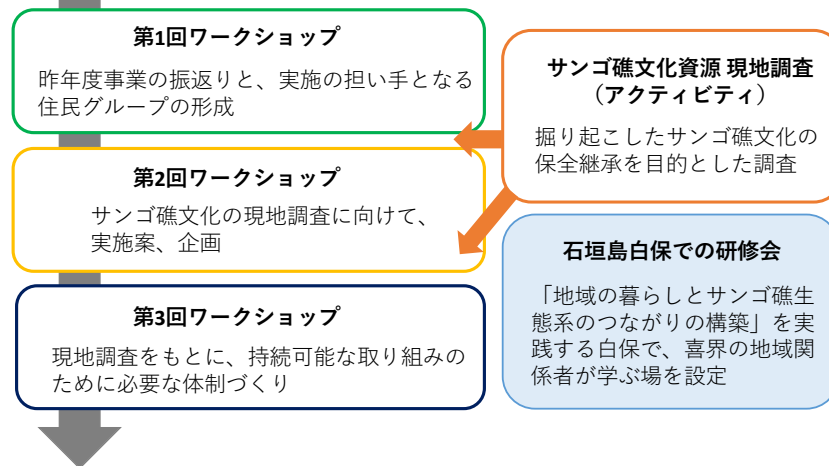 第1回ワークショップ
昨年度事業の振返りと、実施の担い手となる
住民グループの形成
第2回ワークショップ
サンゴ礁文化の現地調査に向けて、
実施案、企画
第3回ワークショップ
現地調査をもとに、持続可能な取り組みの
ために必要な体制づくり
サンゴ礁文化資源 現地調査
（アクティビティ）
掘り起こしたサンゴ礁文化の
保全継承を目的とした調査
石垣島白保での研修会
「地域の暮らしとサンゴ礁生
態系のつながりの構築」を実
践する白保で、喜界の地域関
係者が学ぶ場を設定